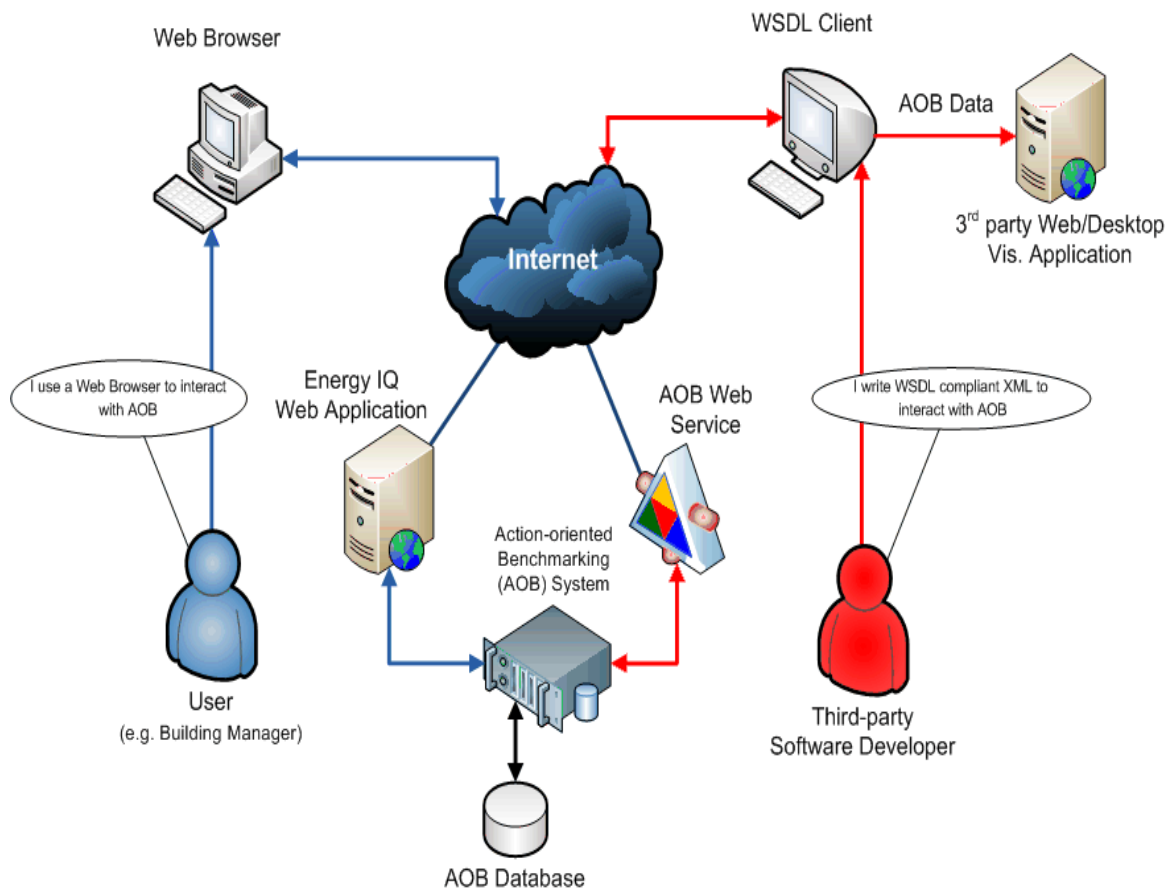 Web Browser
WSDL Client
AOB Data
3rd party Web/Desktop
Vis. Application
Internet
I use a Web Browser to interact
with AOB
Energy IQ
Web Application
AOB Web
Service
I write WSDL compliant XML to
interact with AOB
Action-oriented
Benchmarking
(AOB) System
User
(e.g. Building Manager)
Third-party
Software Developer
AOB Database